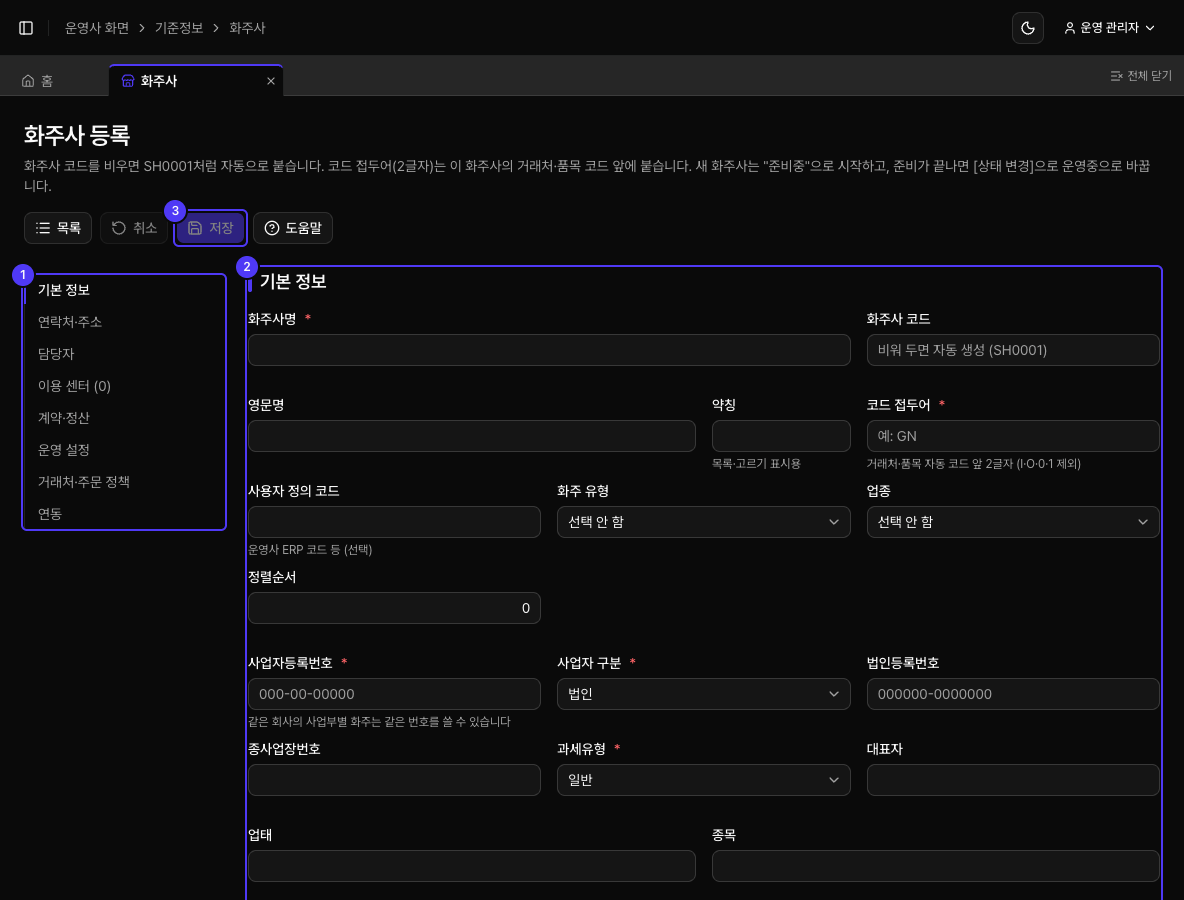 운영사 화면 > 기준정보 > 화주사
운영 관리자
홈
화주사
전체 닫기
화주사 등록
화주사 코드를 비우면 SH0001처럼 자동으로 붙습니다. 코드 접두어(2글자)는 이 화주사의 거래처·품목 코드 앞에 붙습니다. 새 화주사는 "준비중"으로 시작하고, 준비가 끝나면 [상태 변경]으로 운영중으로 바꿉
니다.
목록
취소
3
저장
도움말
1
기본 정보
연락처·주소
담당자
이용 센터 (0)
계약·정산
운영 설정
거래처·주문 정책
연동
2
기본 정보
화주사명 *
화주사 코드
비워 두면 자동 생성 (SH0001)
영문명
약칭
코드 접두어 *
예: GN
목록·고르기 표시용
거래처·품목 자동 코드 앞 2글자 (I·O·0·1 제외)
사용자 정의 코드
화주 유형
업종
선택 안 함
선택 안 함
운영사 ERP 코드 등 (선택)
정렬순서
0
사업자등록번호 *
사업자 구분 *
법인등록번호
000-00-00000
법인
000000-0000000
같은 회사의 사업부별 화주는 같은 번호를 쓸 수 있습니다
종사업장번호
과세유형 *
대표자
일반
업태
종목